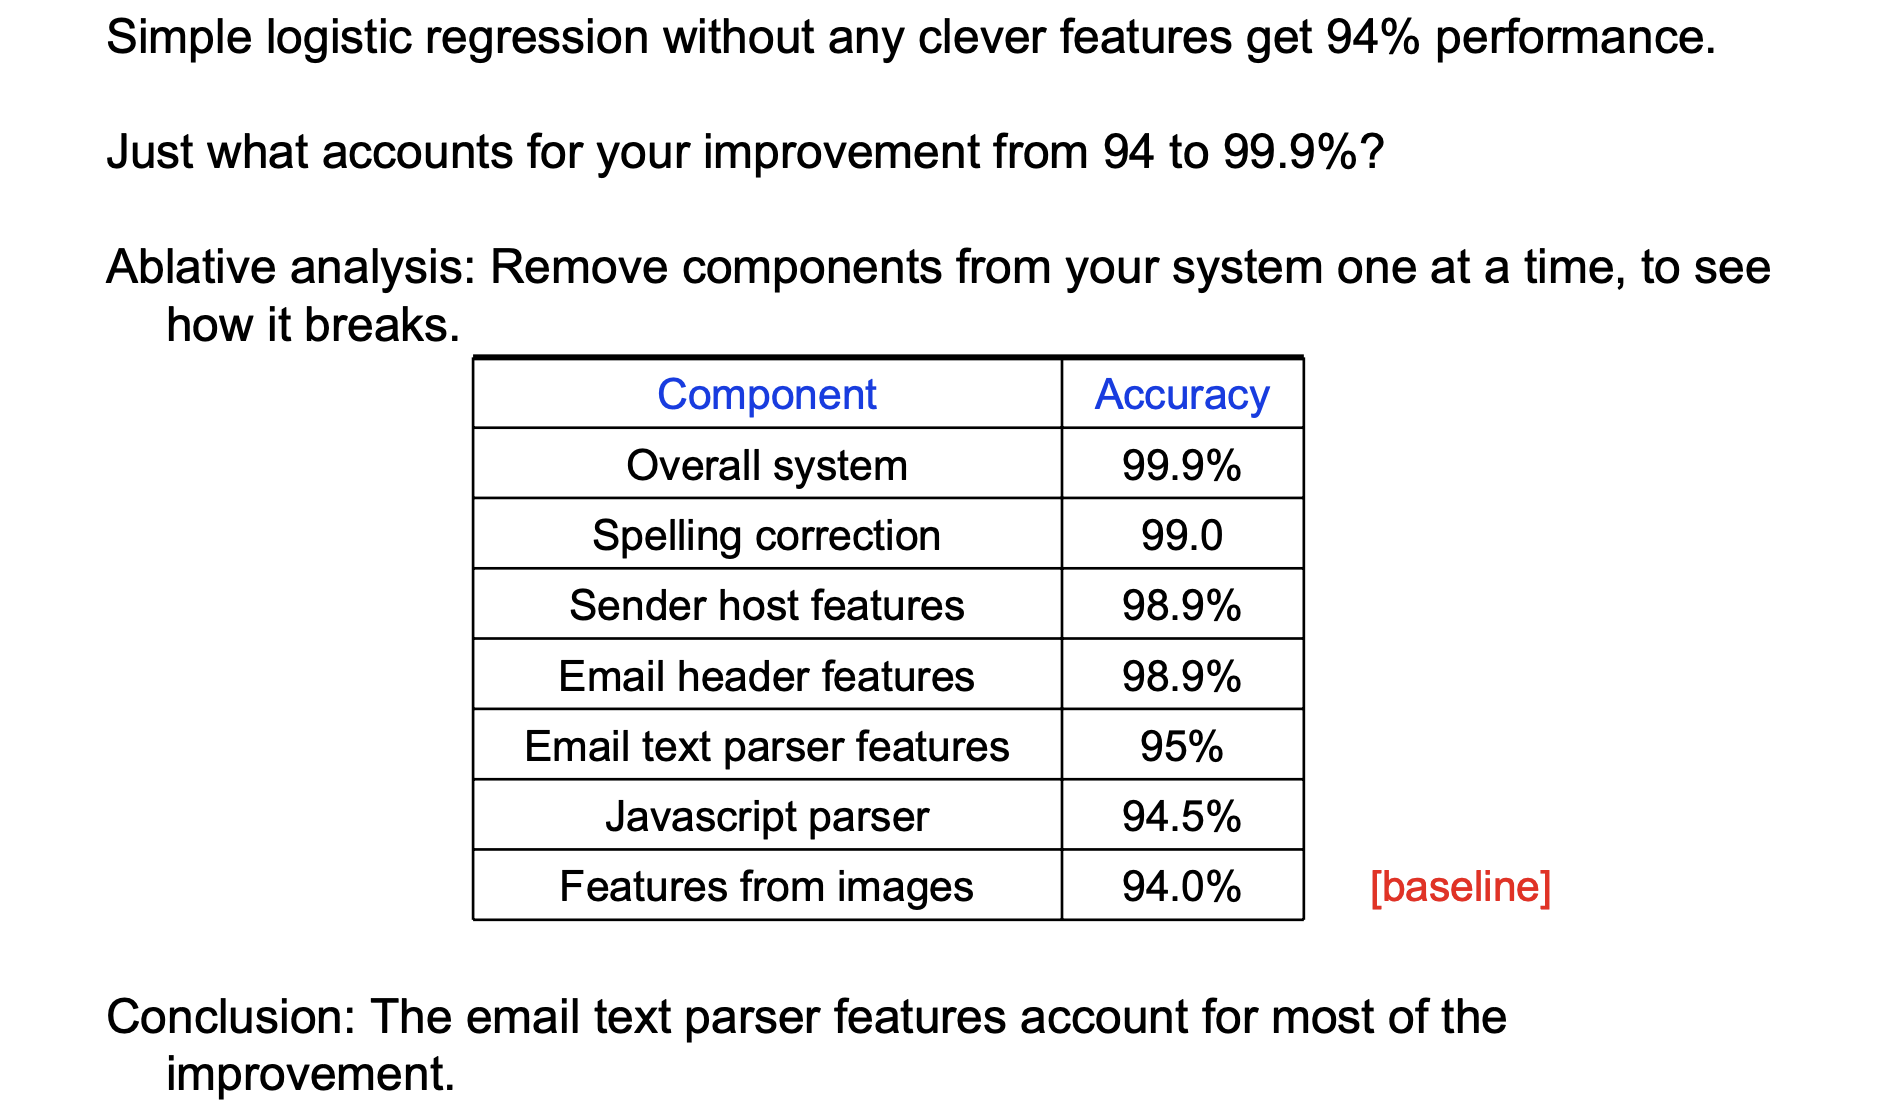 Simple logistic regression without any clever features get 94% performance.
Just what accounts for your improvement from 94 to 99.9%?
Ablative analysis: Remove components from your system one at a time, to see
how it breaks.
Component Accuracy
Overall system 99.9%
Spelling correction 99.0
Sender host features 98.9%
Email header features 98.9%
Email text parser features 95%
Javascript parser 94.5%
Features from images 94.0% [baseline]
Conclusion: The email text parser features account for most of the
improvement.